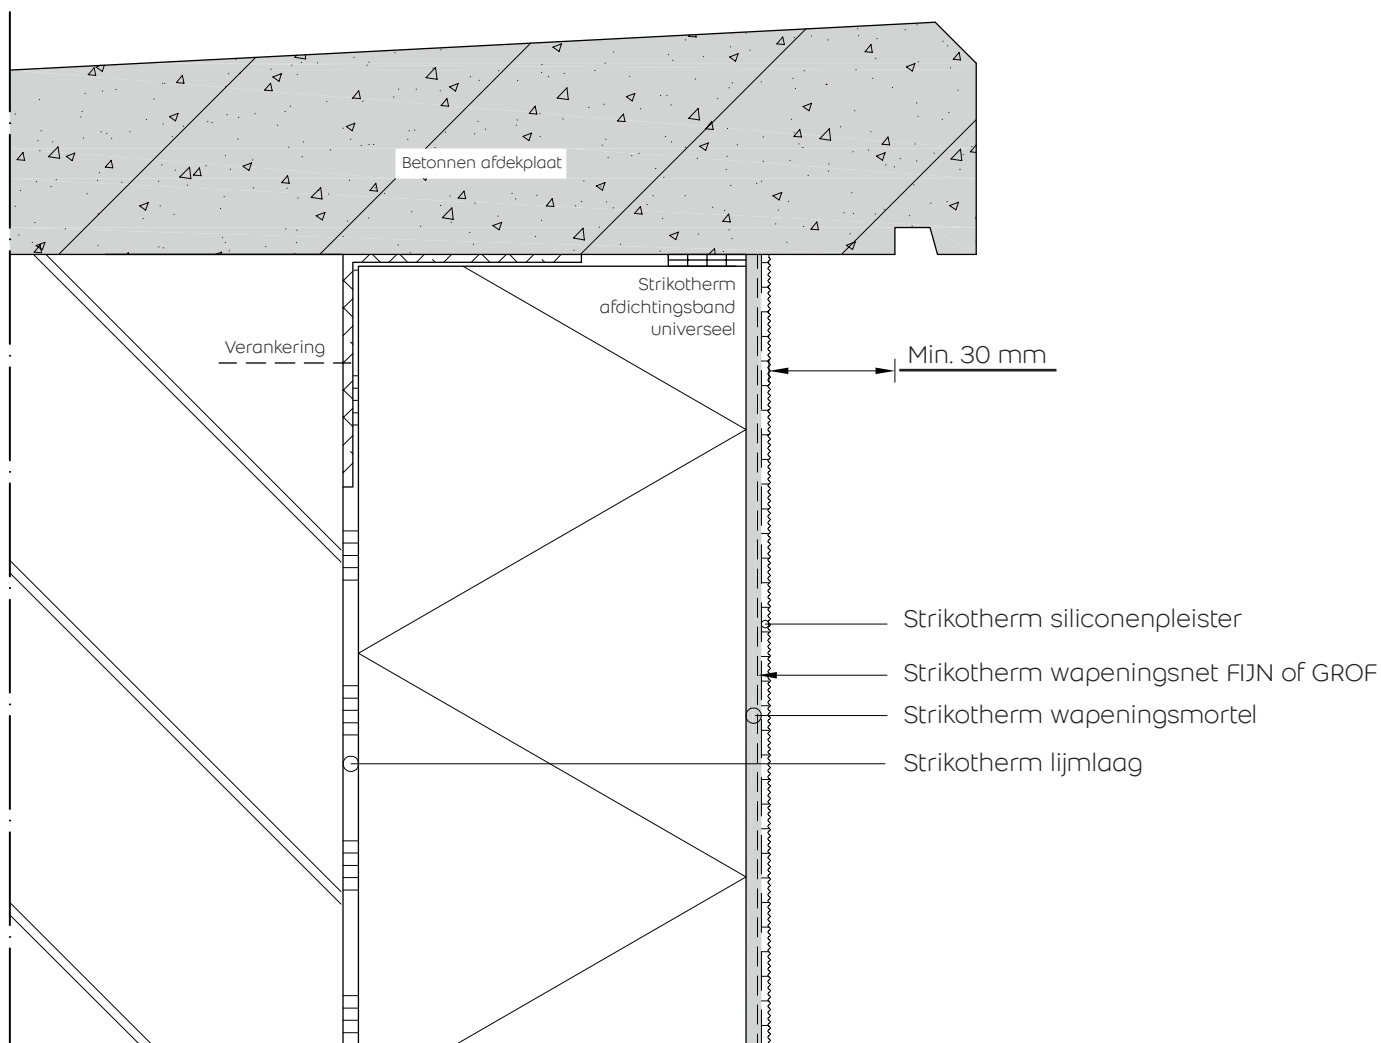 Betonnen afdekplaat
Strikotherm
afdichtingsband
universeel
Verankering
Min. 30 mm
Strikotherm siliconenpleister
Strikotherm wapeningsnet FIJN of GROF
Strikotherm wapeningsmortel
Strikotherm lijmlaag